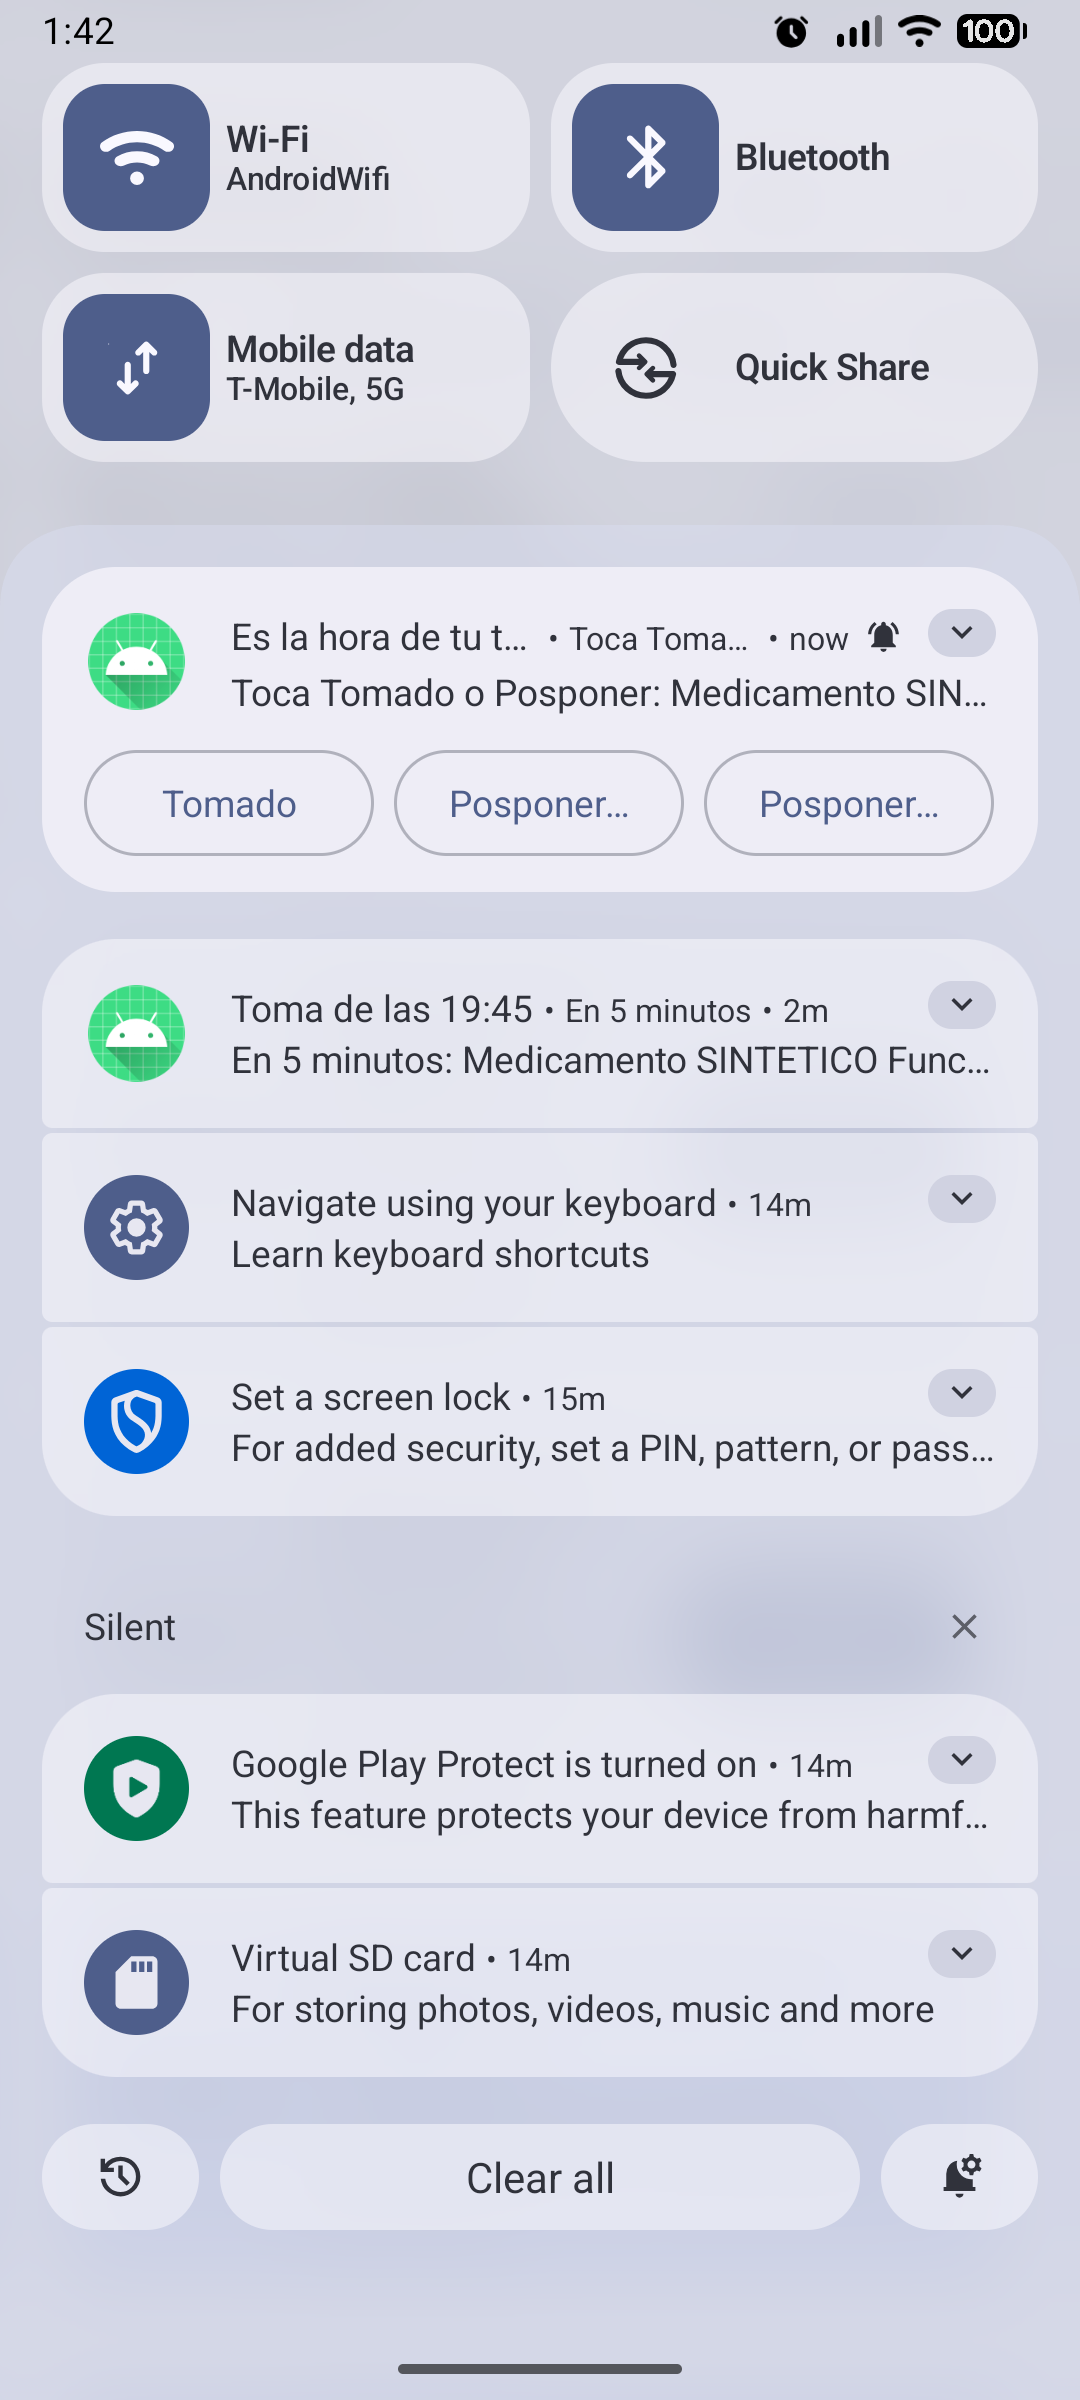 1:42
100
Wi-Fi
AndroidWifi
Bluetooth
Mobile data
T-Mobile, 5G
Quick Share
Es la hora de tu t… • Toca Toma… • now
Toca Tomado o Posponer: Medicamento SIN…
Tomado
Posponer…
Posponer…
Toma de las 19:45 • En 5 minutos • 2m
En 5 minutos: Medicamento SINTETICO Func…
Navigate using your keyboard • 14m
Learn keyboard shortcuts
Set a screen lock • 15m
For added security, set a PIN, pattern, or pass…
Silent
Google Play Protect is turned on • 14m
This feature protects your device from harmf…
Virtual SD card • 14m
For storing photos, videos, music and more
Clear all